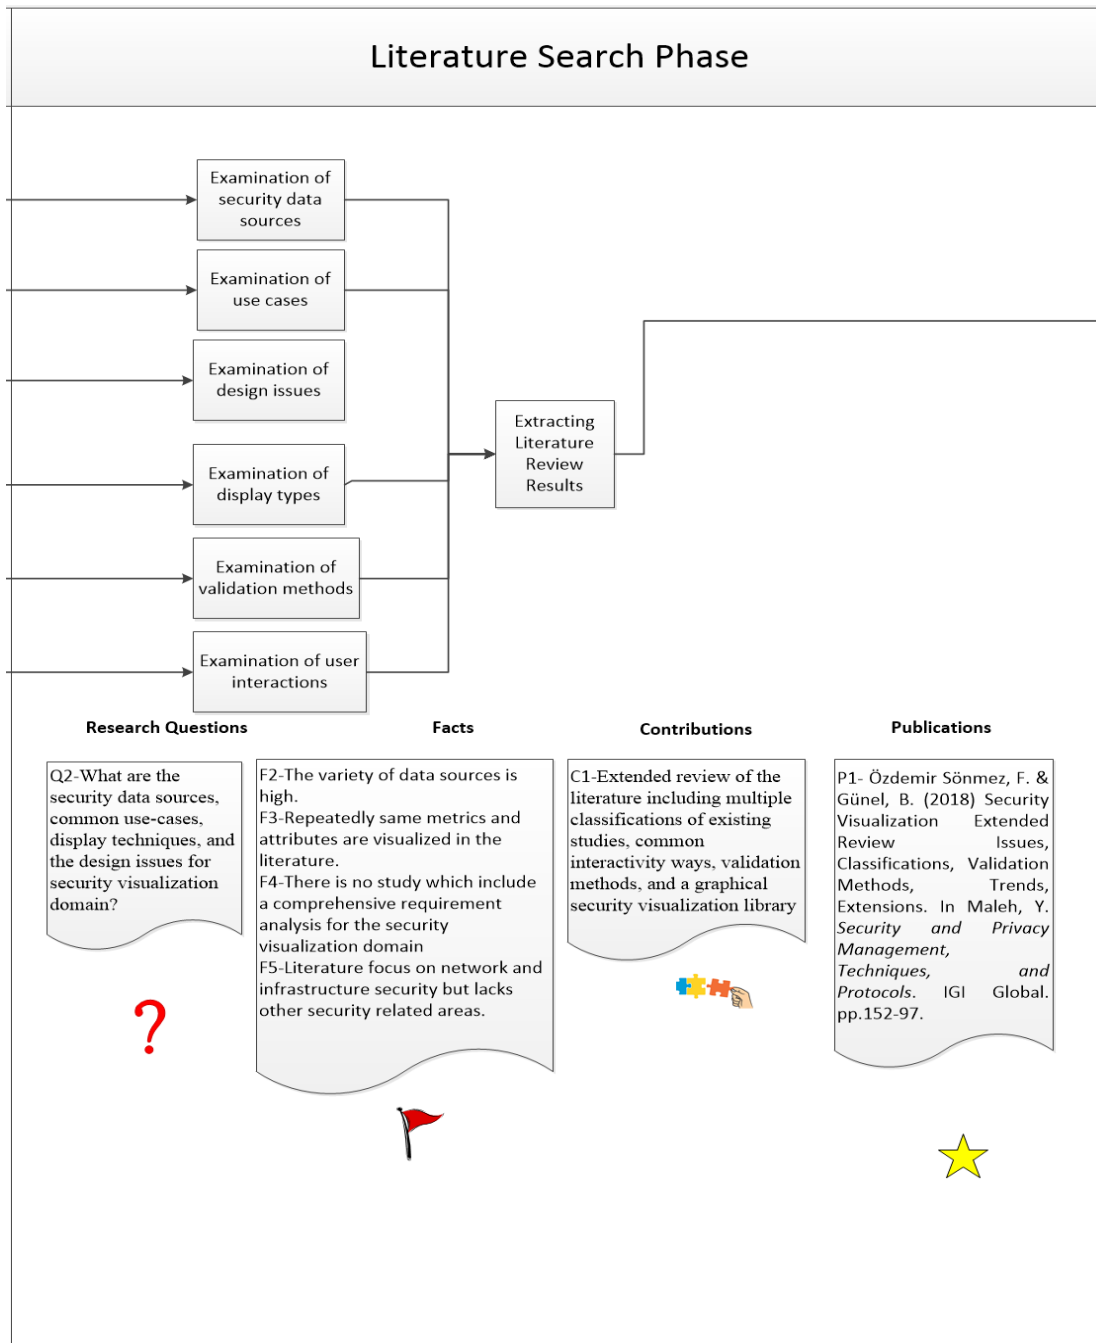 Literature Search Phase
Examination of
security data
sources
Examination of
use cases
Examination of
design issues
Extracting
Literature
Review
Results
Examination of
display types
Examination of
validation methods
Examination of user
interactions
Research Questions
Facts
Contributions
Publications
Q2-What are the
security data sources,
common use-cases,
display techniques, and
the design issues for
security visualization
domain?
F2-The variety of data sources is
high.
F3-Repeatedly same metrics and
attributes are visualized in the
literature.
F4-There is no study which include
a comprehensive requirement
analysis for the security
visualization domain
F5-Literature focus on network and
infrastructure security but lacks
other security related areas.
C1-Extended review of the
literature including multiple
classifications of existing
studies, common
interactivity ways, validation
methods, and a graphical
security visualization library
P1- Özdemir Sönmez, F. &
Günel, B. (2018) Security
Visualization Extended
Review Issues,
Classifications, Validation
Methods, Trends,
Extensions. In Maleh, Y.
Security and Privacy
Management,
Techniques, and
Protocols. IGI Global.
pp.152-97.